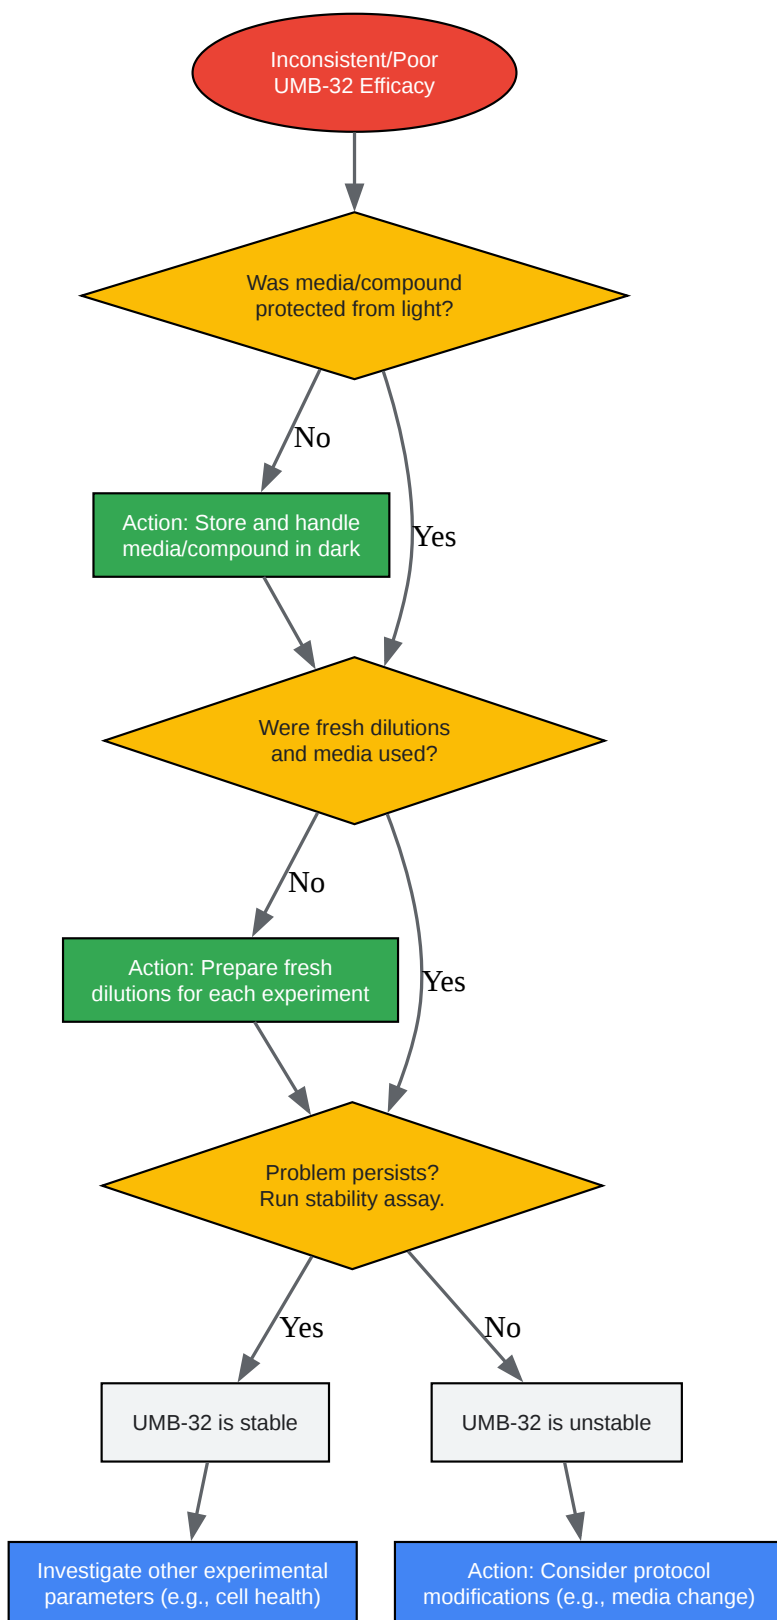 Inconsistent/Poor
UMB-32 Efficacy
Was media/compound
protected from light?
No
Action: Store and handle
media/compound in dark
Yes
Were fresh dilutions
and media used?
No
Action: Prepare fresh
dilutions for each experiment
Yes
Problem persists?
Run stability assay.
Yes
No
UMB-32 is stable
UMB-32 is unstable
Investigate other experimental
parameters (e.g., cell health)
Action: Consider protocol
modifications (e.g., media change)